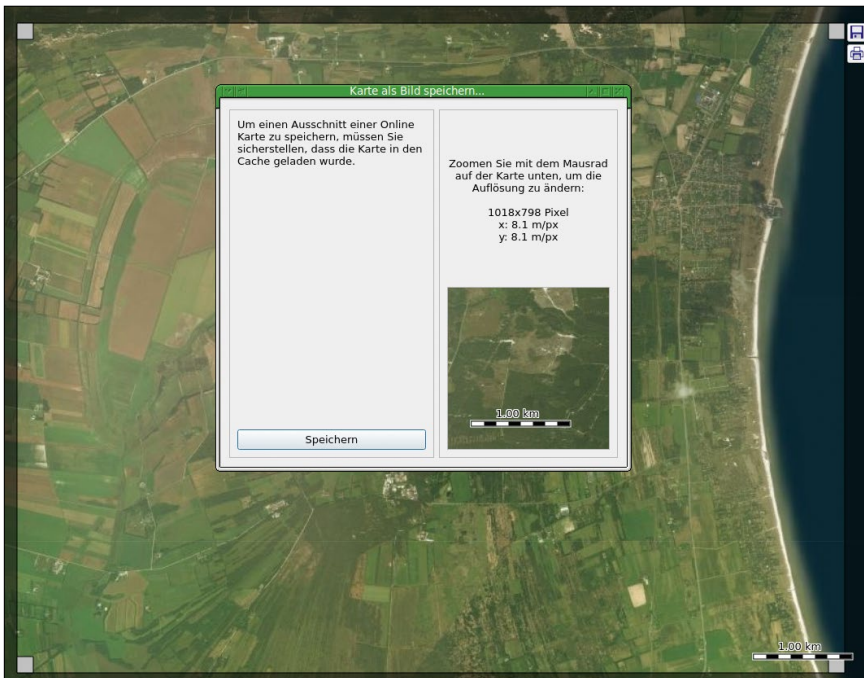 Karte als Bild speichern...
Um einen Ausschnitt einer Online
Karte zu speichern, müssen Sie
sicherstellen, dass die Karte in den
Cache geladen wurde.
Speichern
Zoomen Sie mit dem Mausrad
auf der Karte unten, um die
Auflösung zu ändern:
1018x798 Pixel
x: 8.1 m/px
y: 8.1 m/px
1.00 km
1.00 km